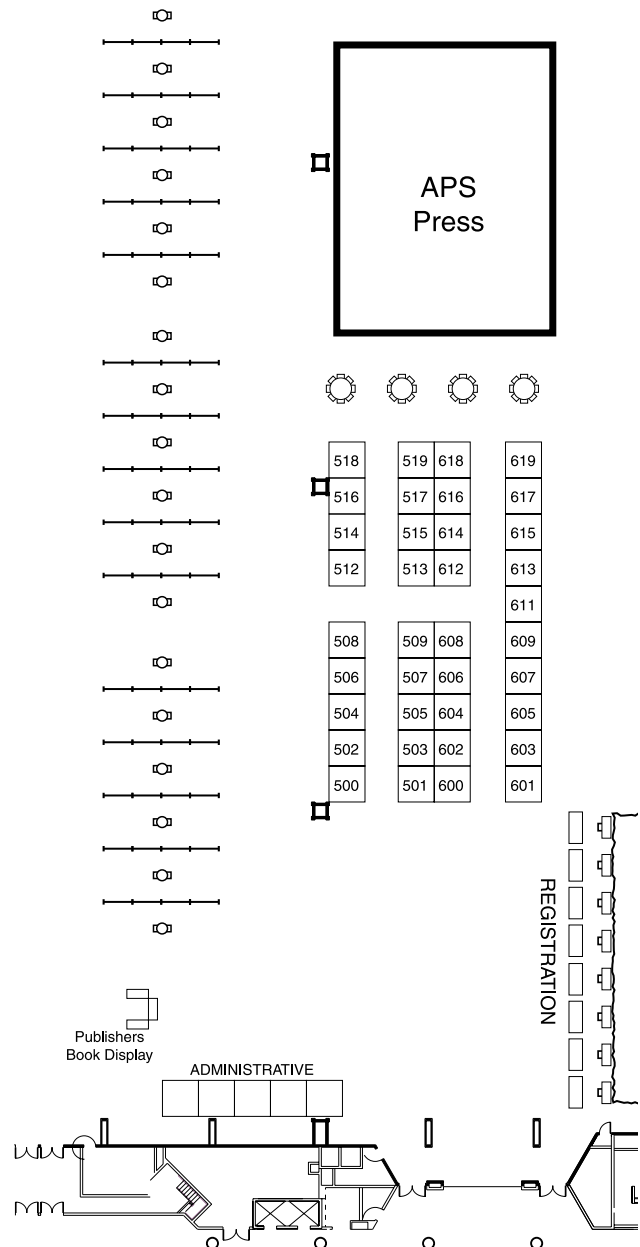 APS
Press
518 519 618 619
516 517 616 617
514 515 614 615
512 513 612 613
611
508 509 608 609
506 507 606 607
504 505 604 605
502 503 602 603
500 501 600 601
REGISTRATION
Publishers
Book Display
ADMINISTRATIVE